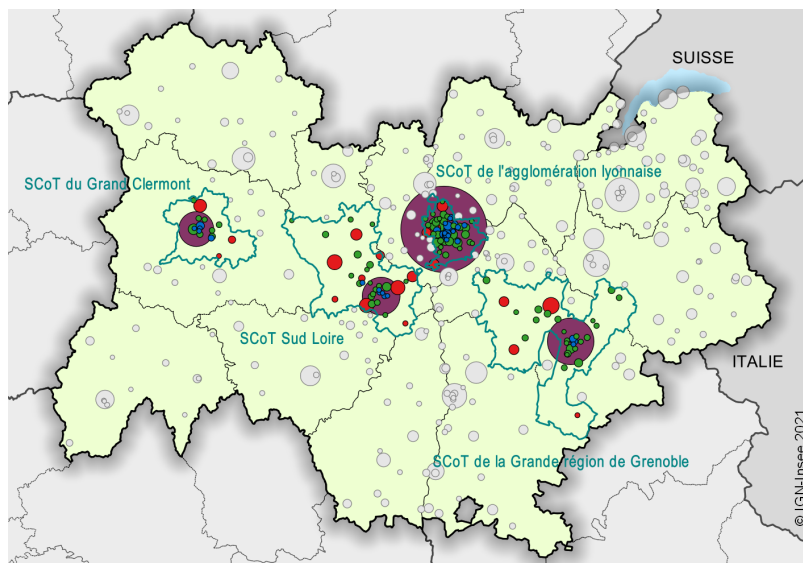 SUISSE
SCoT de l'agglomération lyonnaise
SCoT du Grand Clermont
SCoT Sud Loire
ITALIE
SCoT de la Grande région de Grenoble
© IGN-Insee 2021